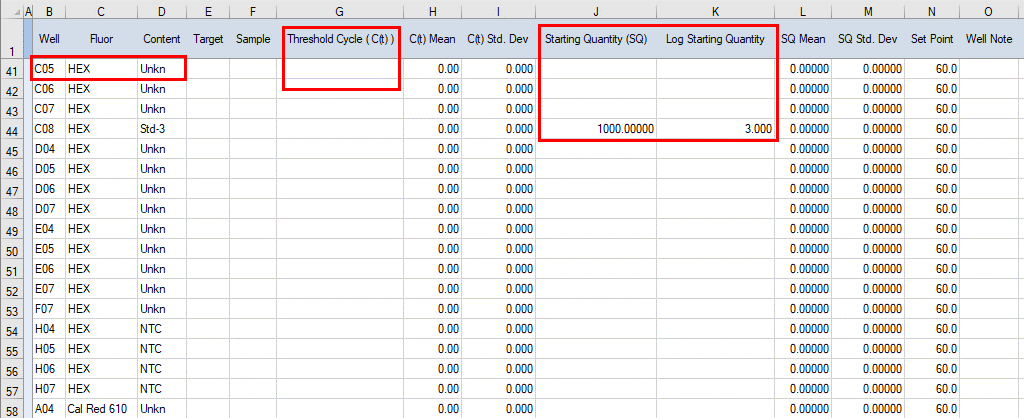 A B C D E F G H I J K L M N O
1 Well Fluor Content Target Sample Threshold Cycle ( C(t) ) C(t) Mean C(t) Std. Dev Starting Quantity (SQ) Log Starting Quantity SQ Mean SQ Std. Dev Set Point Well Note
41 C05 HEX Unkn 0.00 0.000 0.00000 0.00000 60.0
42 C06 HEX Unkn 0.00 0.000 0.00000 0.00000 60.0
43 C07 HEX Unkn 0.00 0.000 0.00000 0.00000 60.0
44 C08 HEX Std-3 0.00 0.000 1000.00000 3.000 0.00000 0.00000 60.0
45 D04 HEX Unkn 0.00 0.000 0.00000 0.00000 60.0
46 D05 HEX Unkn 0.00 0.000 0.00000 0.00000 60.0
47 D06 HEX Unkn 0.00 0.000 0.00000 0.00000 60.0
48 D07 HEX Unkn 0.00 0.000 0.00000 0.00000 60.0
49 E04 HEX Unkn 0.00 0.000 0.00000 0.00000 60.0
50 E05 HEX Unkn 0.00 0.000 0.00000 0.00000 60.0
51 E06 HEX Unkn 0.00 0.000 0.00000 0.00000 60.0
52 E07 HEX Unkn 0.00 0.000 0.00000 0.00000 60.0
53 F07 HEX Unkn 0.00 0.000 0.00000 0.00000 60.0
54 H04 HEX NTC 0.00 0.000 0.00000 0.00000 60.0
55 H05 HEX NTC 0.00 0.000 0.00000 0.00000 60.0
56 H06 HEX NTC 0.00 0.000 0.00000 0.00000 60.0
57 H07 HEX NTC 0.00 0.000 0.00000 0.00000 60.0
58 A04 Cal Red 610 Unkn 0.00 0.000 0.00000 0.00000 60.0